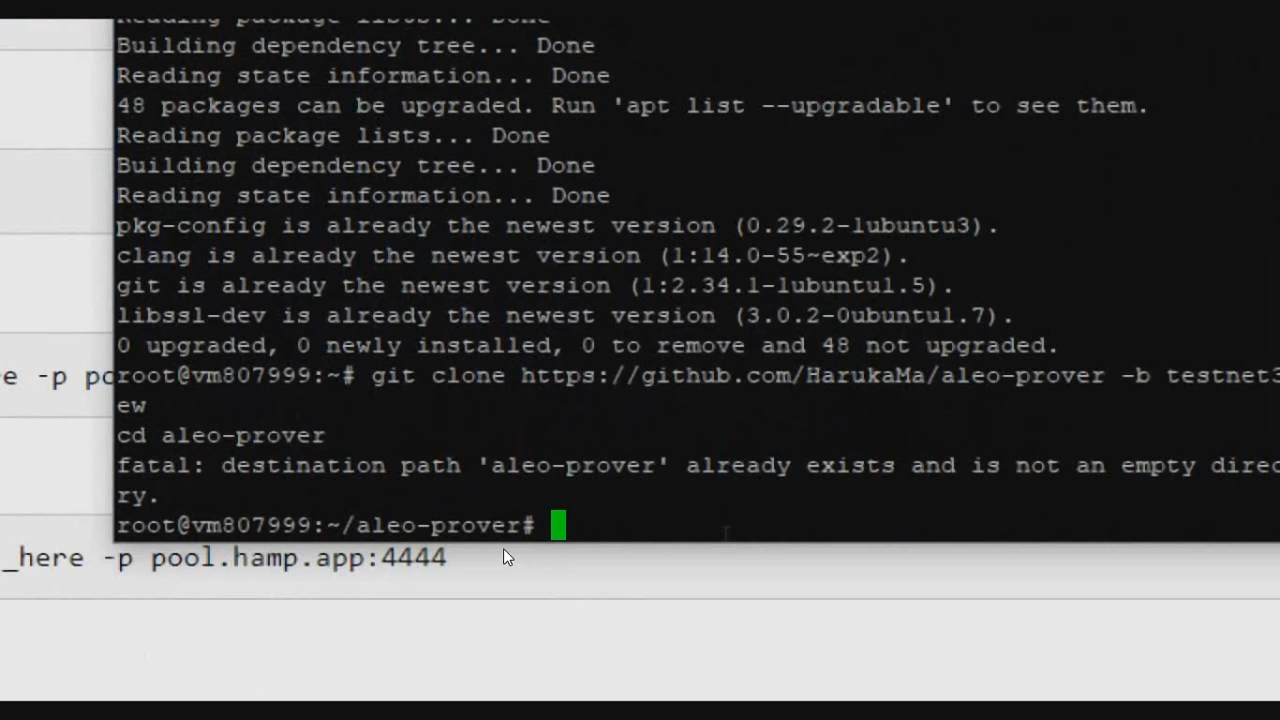 Reading package lists... Done
Building dependency tree... Done
Reading state information... Done
48 packages can be upgraded. Run 'apt list --upgradable' to see them.
Reading package lists... Done
Building dependency tree... Done
Reading state information... Done
pkg-config is already the newest version (0.29.2-1ubuntu3).
clang is already the newest version (1:14.0-55~exp2).
git is already the newest version (1:2.34.1-1ubuntu1.5).
libssl-dev is already the newest version (3.0.2-0ubuntu1.7).
0 upgraded, 0 newly installed, 0 to remove and 48 not upgraded.
e -p po
root@vm807999:~# git clone https://github.com/HarukaMa/aleo-prover -b testnet3
ew
cd aleo-prover
fatal: destination path 'aleo-prover' already exists and is not an empty direc
ry.
root@vm807999:~/aleo-prover#
_here -p pool.hamp.app:4444